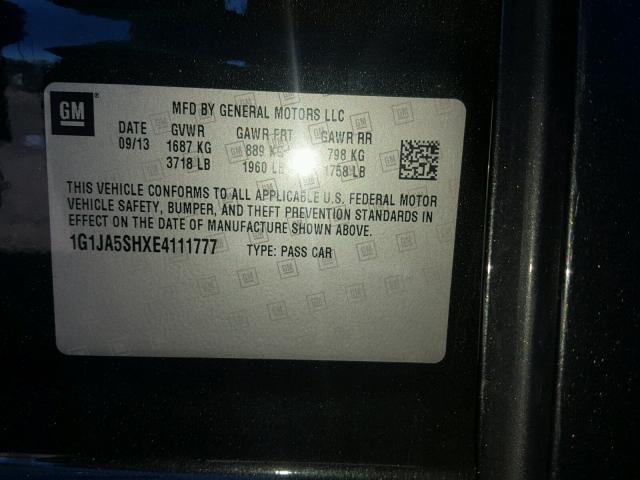 GM ®
MFD BY GENERAL MOTORS LLC
DATE GVWR GAWR FRT GAWR RR
09/13 1687 KG 889 KG 798 KG
3718 LB 1960 LB 1758 LB
THIS VEHICLE CONFORMS TO ALL APPLICABLE U.S. FEDERAL MOTOR
VEHICLE SAFETY, BUMPER, AND THEFT PREVENTION STANDARDS IN
EFFECT ON THE DATE OF MANUFACTURE SHOWN ABOVE.
1G1JA5SHXE4111777 TYPE: PASS CAR